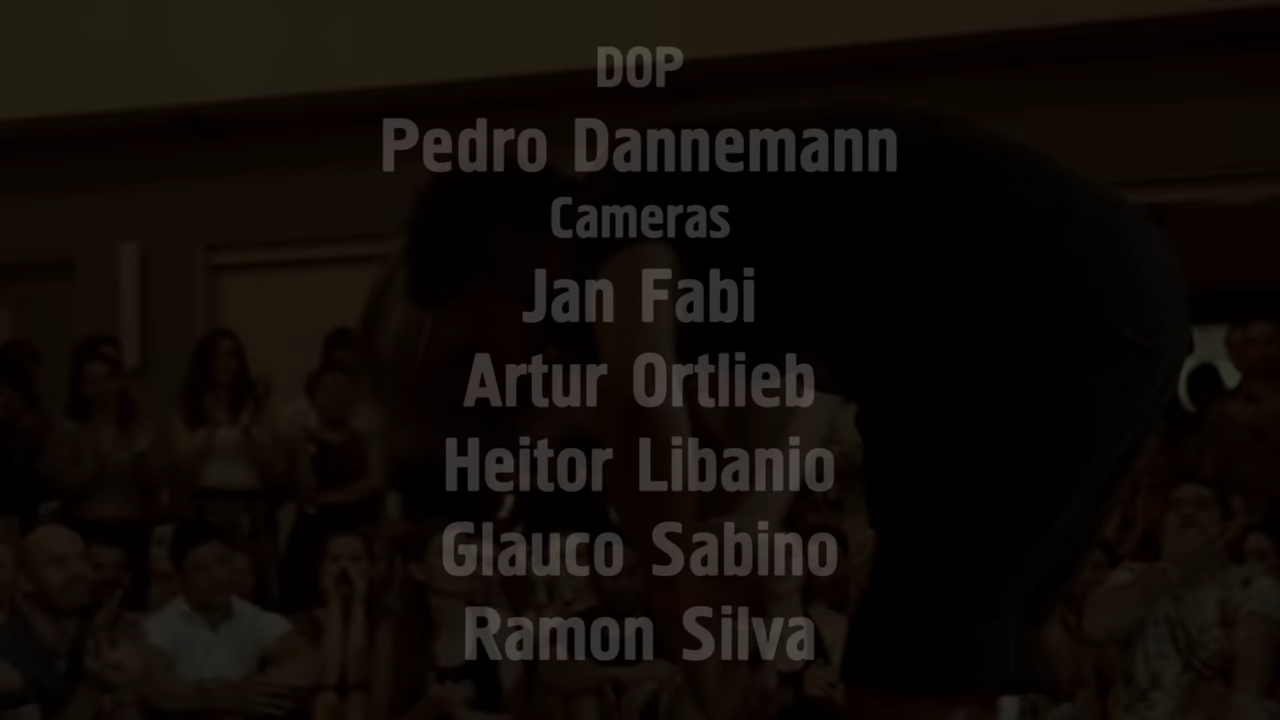 DOP
Pedro Dannemann
Cameras
Jan Fabi
Artur Ortlieb
Heitor Libanio
Glauco Sabino
Ramon Silva